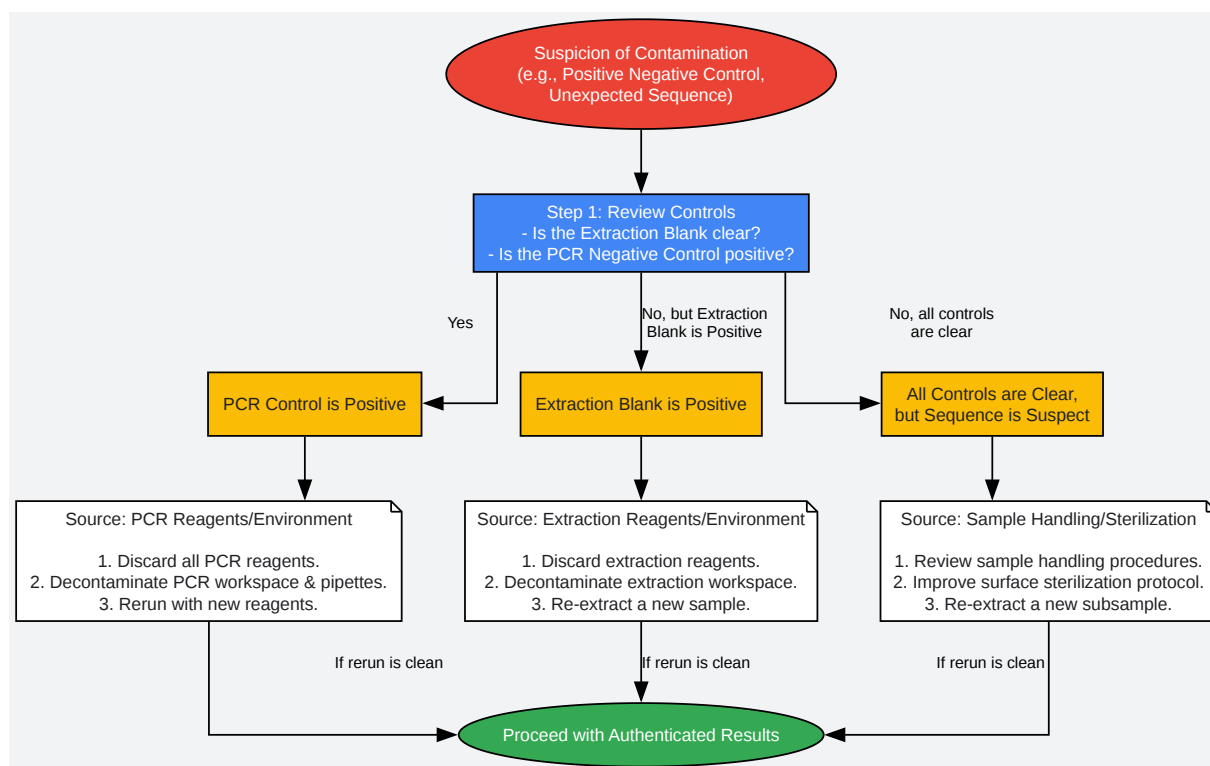 Suspicion of Contamination
(e.g., Positive Negative Control,
Unexpected Sequence)
Step 1: Review Controls
- Is the Extraction Blank clear?
- Is the PCR Negative Control positive?
Yes
No, but Extraction
Blank is Positive
No, all controls
are clear
PCR Control is Positive
Extraction Blank is Positive
All Controls are Clear,
but Sequence is Suspect
Source: PCR Reagents/Environment
1. Discard all PCR reagents.
2. Decontaminate PCR workspace & pipettes.
3. Rerun with new reagents.
Source: Extraction Reagents/Environment
1. Discard extraction reagents.
2. Decontaminate extraction workspace.
3. Re-extract a new sample.
Source: Sample Handling/Sterilization
1. Review sample handling procedures.
2. Improve surface sterilization protocol.
3. Re-extract a new subsample.
If rerun is clean
If rerun is clean
If rerun is clean
Proceed with Authenticated Results